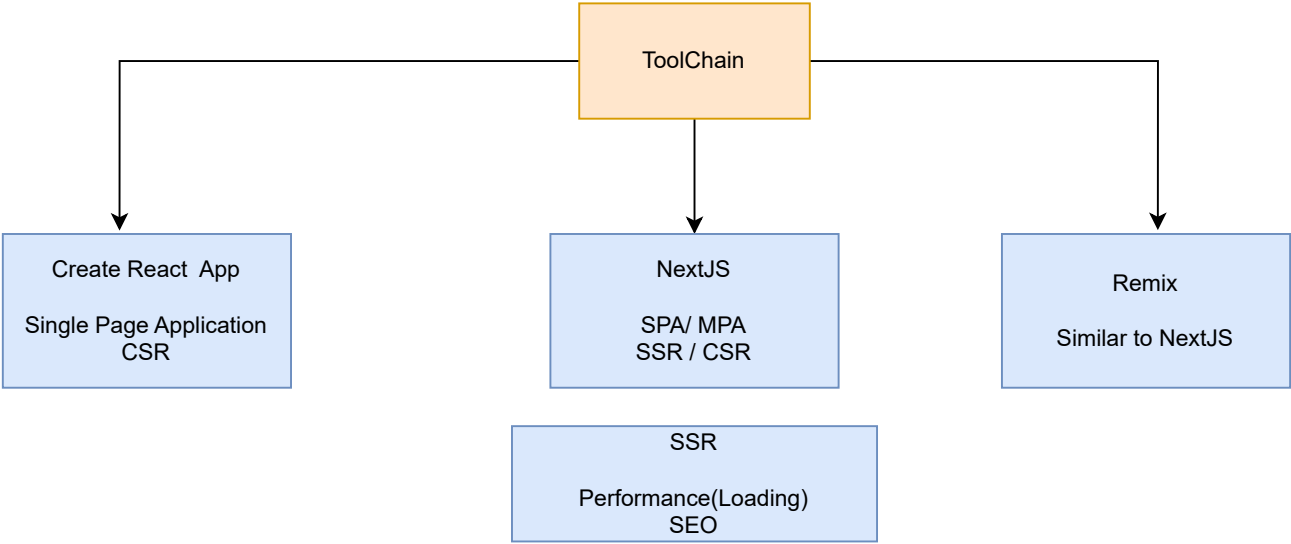 ToolChain
Create React  App
Single Page Application
CSR
NextJS
SPA/ MPA
SSR / CSR
Remix
Similar to NextJS
SSR
Performance(Loading)
SEO